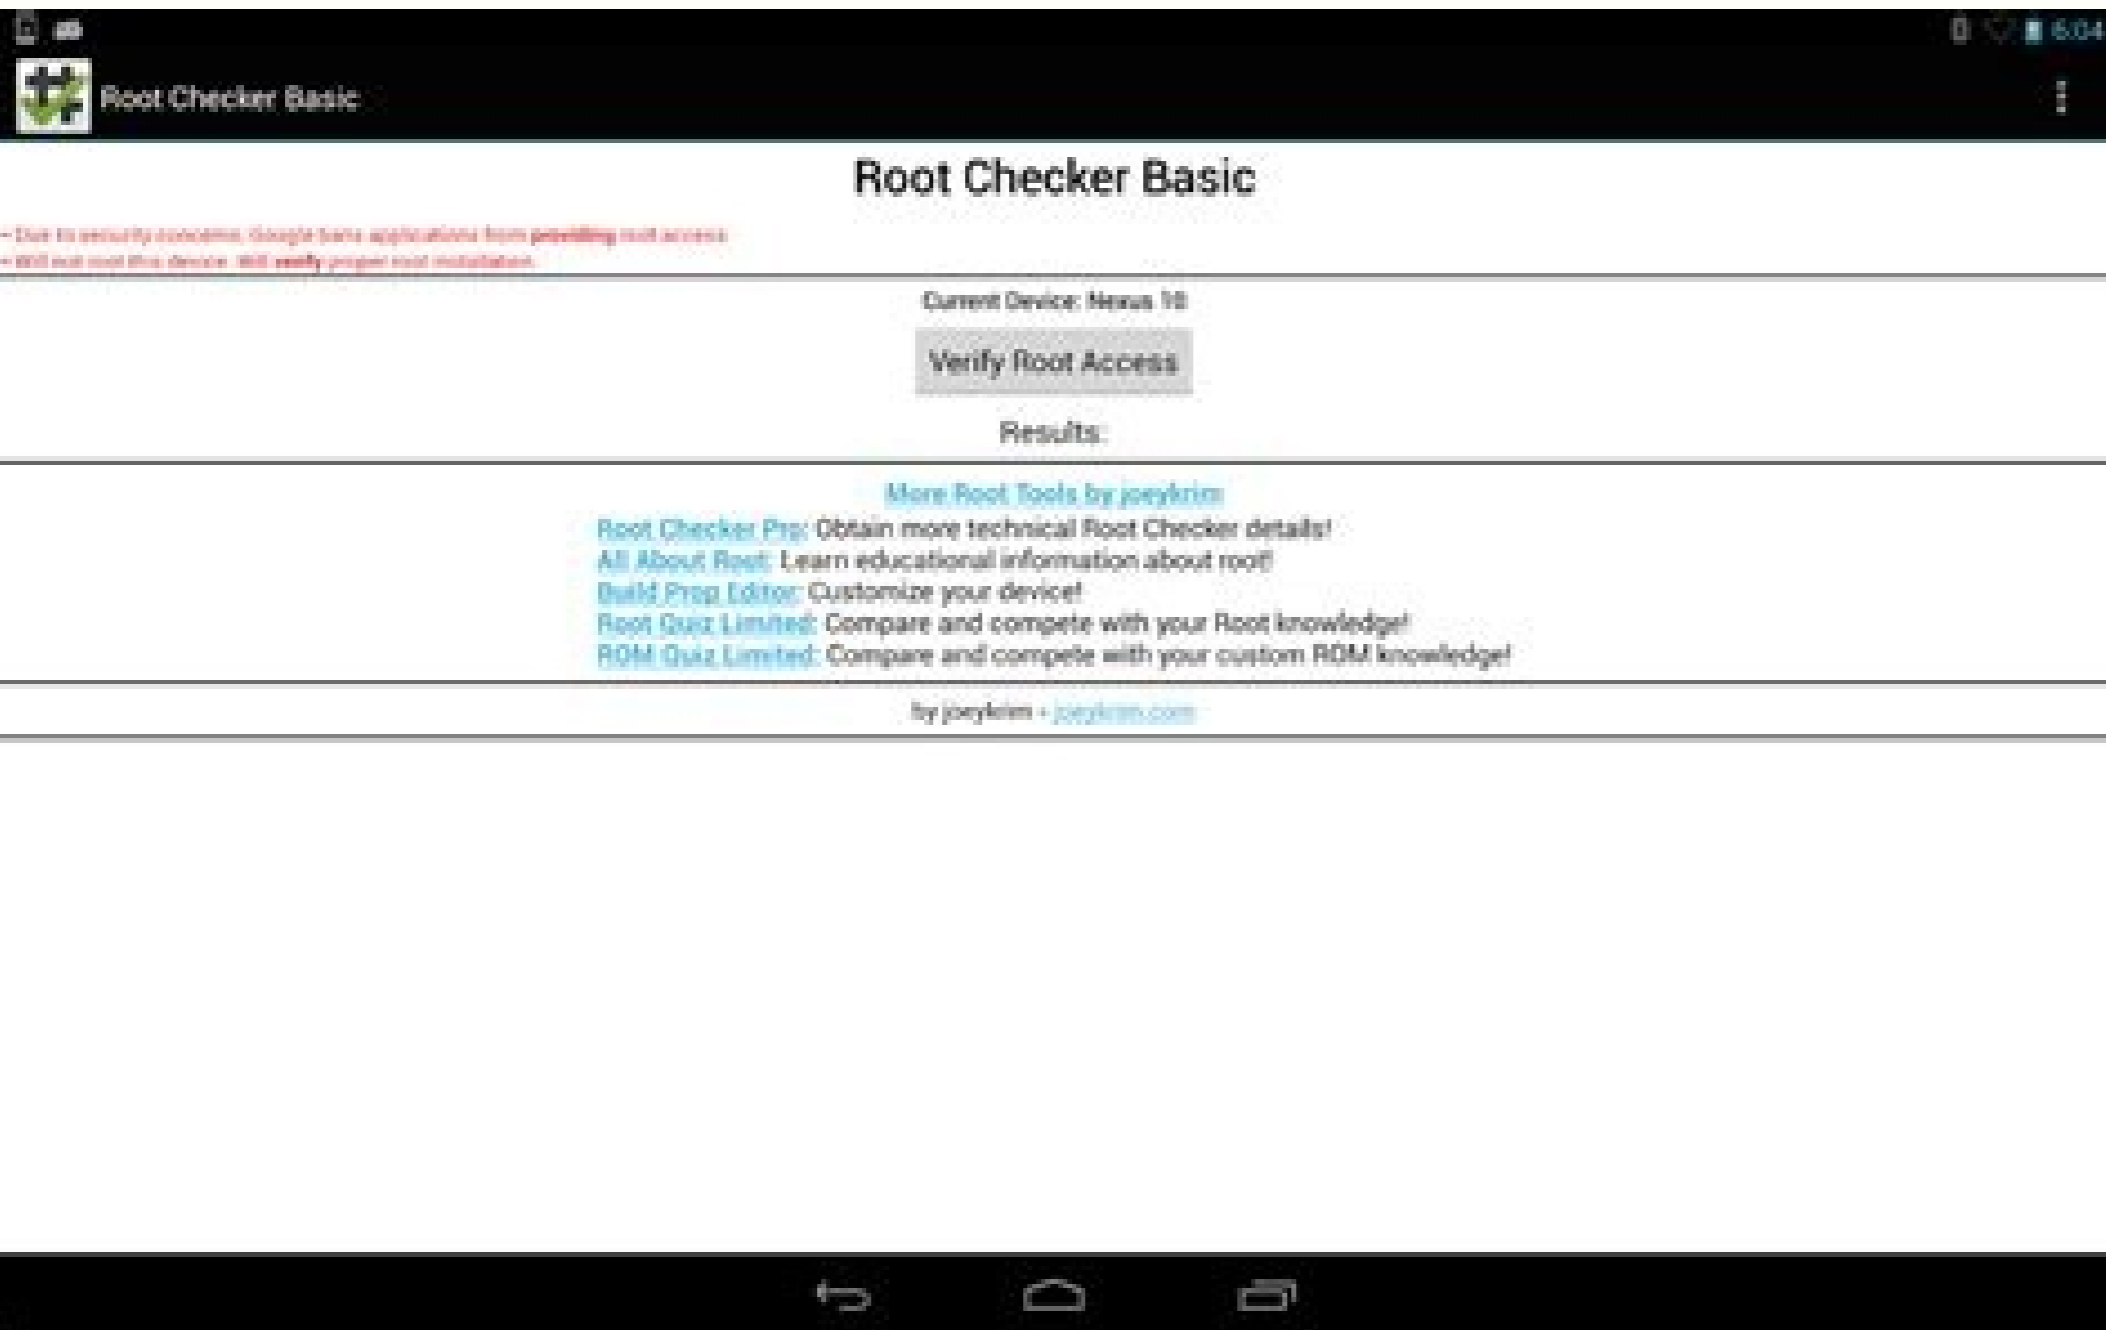 6:04
Root Checker Basic
Root Checker Basic
• Due to security concerns, Google bans applications from providing root access
• Will not root this device. Will verify proper root installation.
Current Device: Nexus 10
Verify Root Access
Results:
More Root Tools by joeykrim
Root Checker Pro: Obtain more technical Root Checker details!
All About Root: Learn educational information about root!
Build Prop Editor: Customize your device!
Root Quiz Limited: Compare and compete with your Root knowledge!
ROM Quiz Limited: Compare and compete with your custom ROM knowledge!
by joeykrim - joeykrim.com